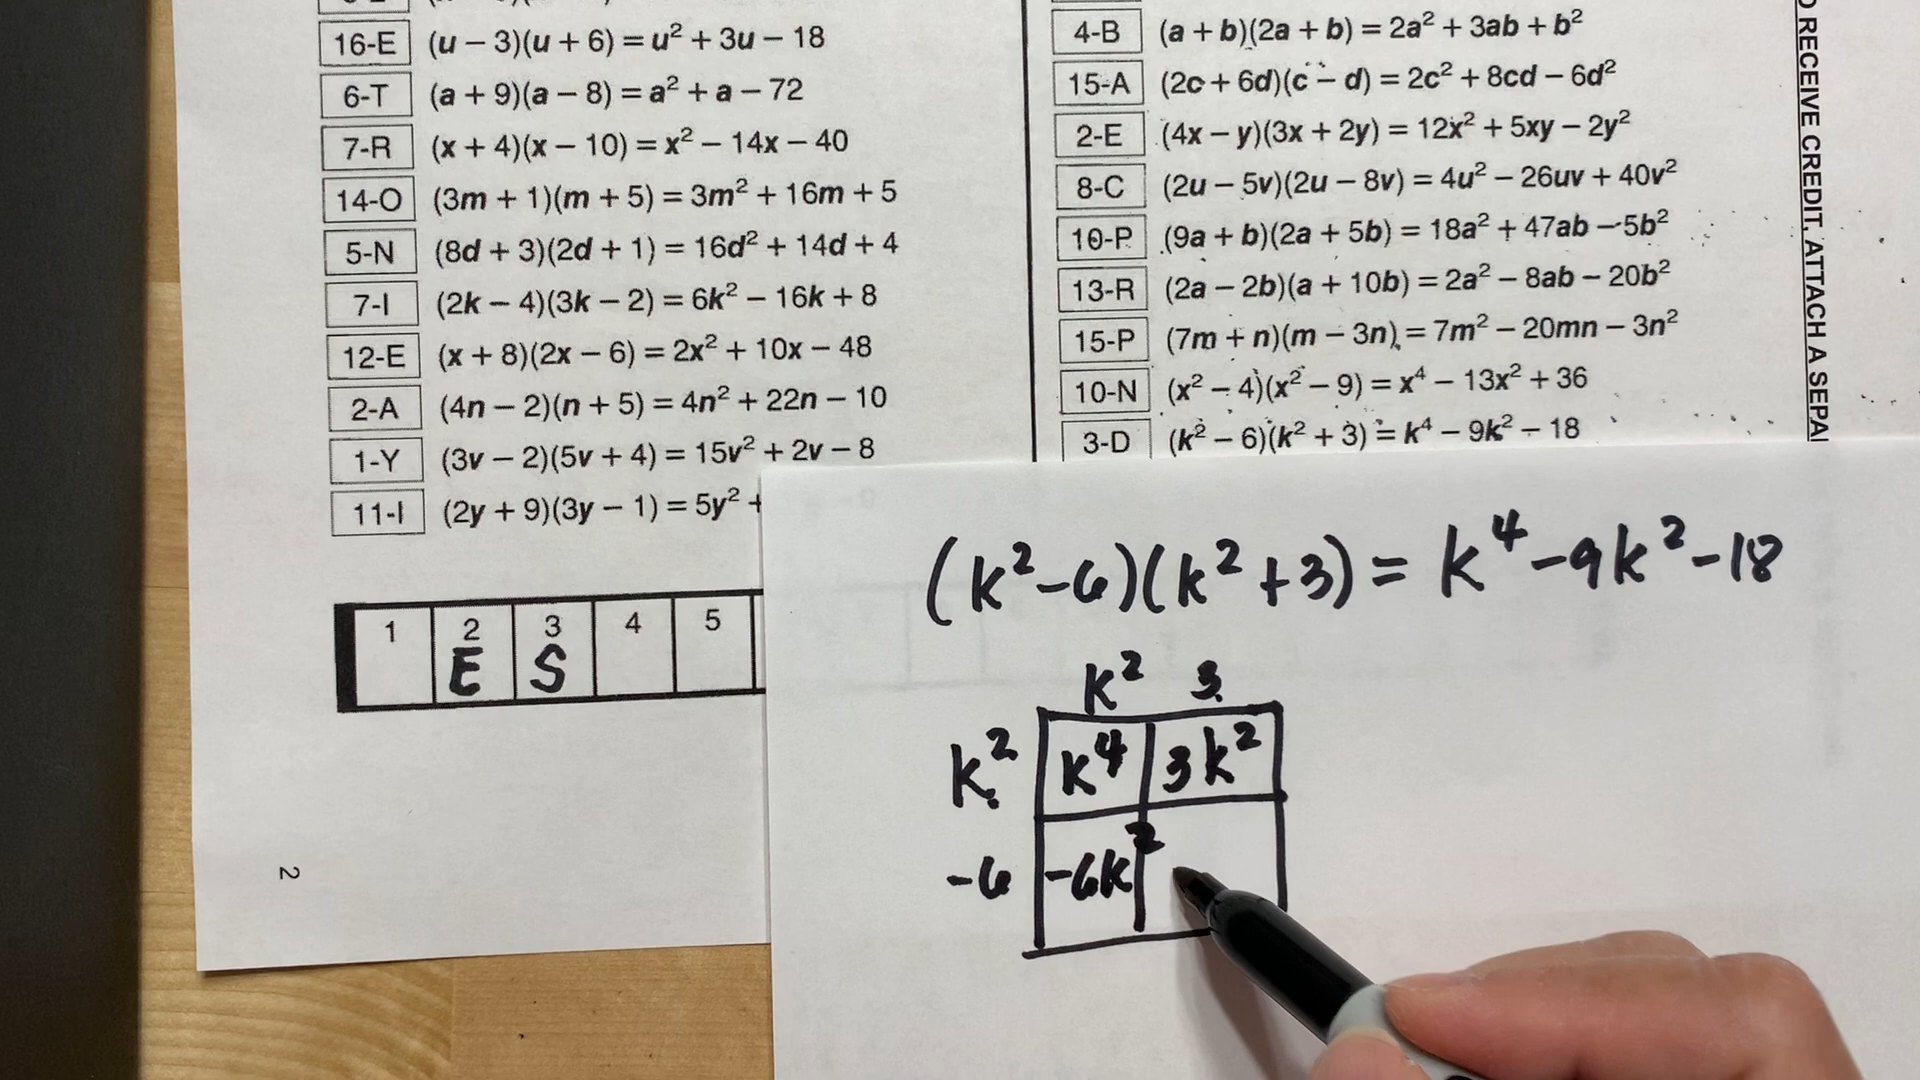 16-E (u − 3)(u + 6) = u² + 3u − 18
6-T (a + 9)(a − 8) = a² + a − 72
7-R (x + 4)(x − 10) = x² − 14x − 40
14-O (3m + 1)(m + 5) = 3m² + 16m + 5
5-N (8d + 3)(2d + 1) = 16d² + 14d + 4
7-I (2k − 4)(3k − 2) = 6k² − 16k + 8
12-E (x + 8)(2x − 6) = 2x² + 10x − 48
2-A (4n − 2)(n + 5) = 4n² + 22n − 10
1-Y (3v − 2)(5v + 4) = 15v² + 2v − 8
11-I (2y + 9)(3y − 1) = 5y² +
4-B (a + b)(2a + b) = 2a² + 3ab + b²
15-A (2c + 6d)(c − d) = 2c² + 8cd − 6d²
2-E (4x − y)(3x + 2y) = 12x² + 5xy − 2y²
8-C (2u − 5v)(2u − 8v) = 4u² − 26uv + 40v²
10-P (9a + b)(2a + 5b) = 18a² + 47ab − 5b²
13-R (2a − 2b)(a + 10b) = 2a² − 8ab − 20b²
15-P (7m + n)(m − 3n) = 7m² − 20mn − 3n²
10-N (x² − 4)(x² − 9) = x⁴ − 13x² + 36
3-D (k² − 6)(k² + 3) = k⁴ − 9k² − 18
RECEIVE CREDIT, ATTACH A
1 2 3 4 5
E S
2
(k²-6)(k²+3) = k⁴-9k²-18
k² 3
k² k⁴ 3k²
-6 -6k²